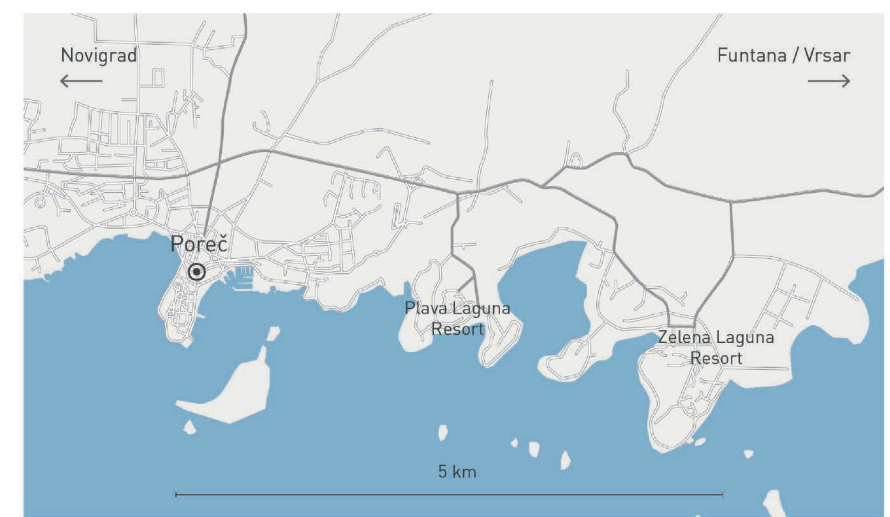 Novigrad
Funtana / Vrsar
Poreč
Plava Laguna
Resort
Zelena Laguna
Resort
5 km